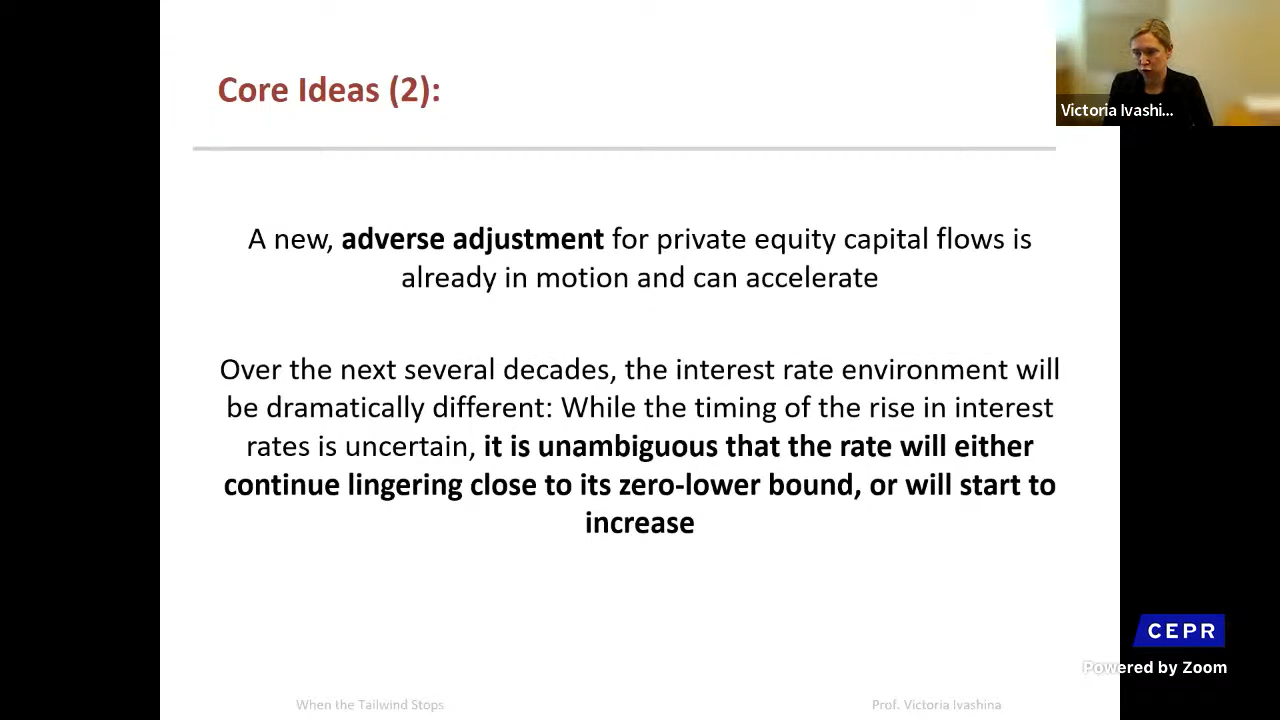 Core Ideas (2):
Victoria Ivashi...
A new, adverse adjustment for private equity capital flows is
already in motion and can accelerate
Over the next several decades, the interest rate environment will
be dramatically different: While the timing of the rise in interest
rates is uncertain, it is unambiguous that the rate will either
continue lingering close to its zero-lower bound, or will start to
increase
CEPR
Powered by Zoom
When the Tailwind Stops
Prof. Victoria Ivashina